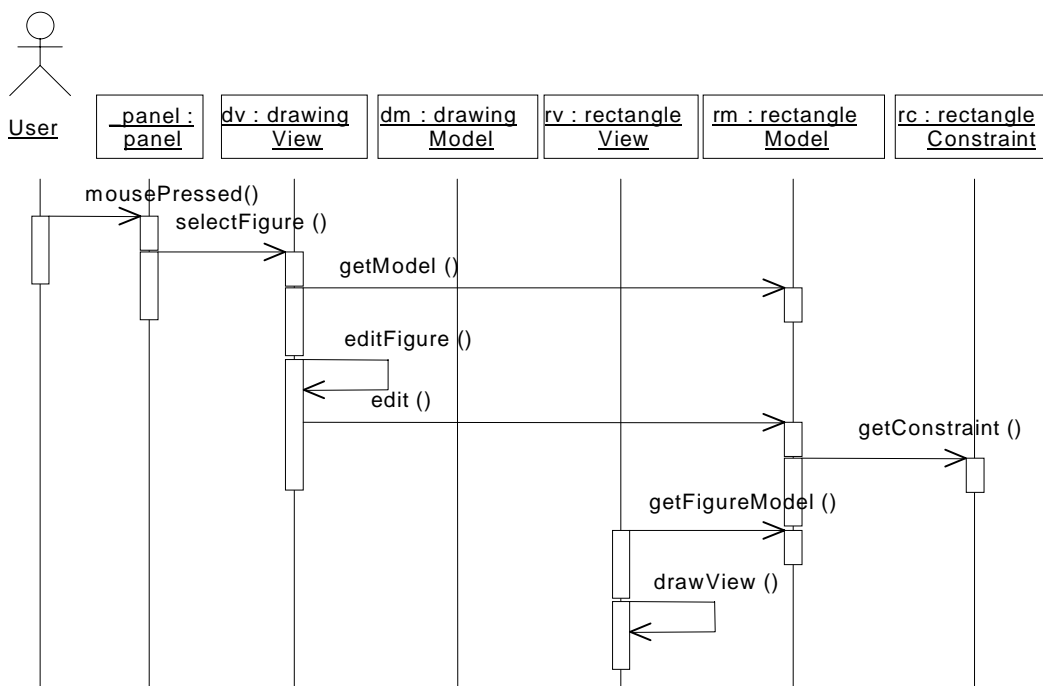 User
_panel :
panel
dv : drawing
View
dm : drawing
Model
rv : rectangle
View
rm : rectangle
Model
rc : rectangle
Constraint
mousePressed()
selectFigure ()
getModel ()
editFigure ()
edit ()
getConstraint ()
getFigureModel ()
drawView ()